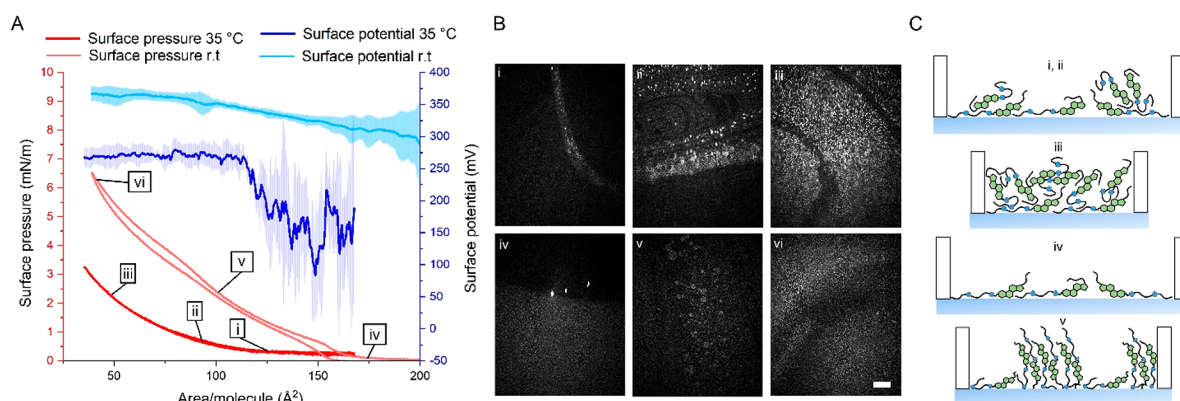 A
Surface pressure 35 °C
Surface potential 35 °C
Surface pressure r.t
Surface potential r.t
10
9
8
7
6
5
4
3
2
1
0
Surface pressure (mN/m)
400
350
300
250
200
150
100
50
0
-50
Surface potential (mV)
vi
v
iii
ii
i
iv
50
100
150
200
Area/molecule (Å²)
B
i
ii
iii
iv
v
vi
C
i, ii
iii
iv
v